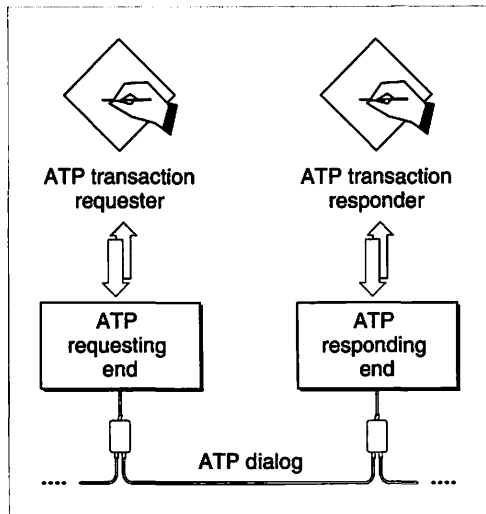 ATP transaction
requester
ATP transaction
responder
ATP
requesting
end
ATP
responding
end
ATP dialog